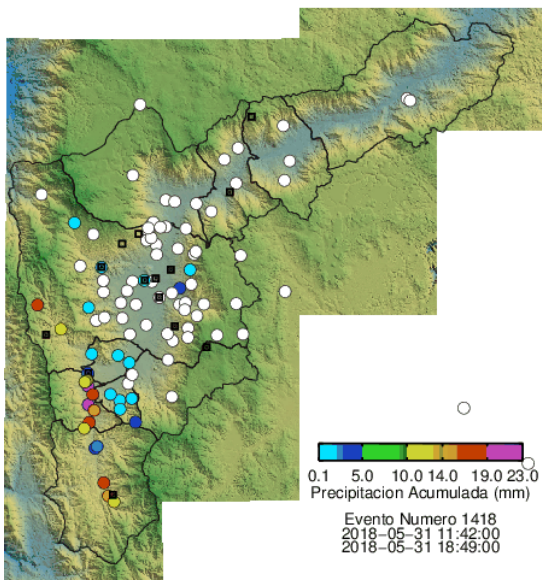 0.1 5.0 10.0 14.0 19.0 23.0
Precipitacion Acumulada (mm)
Evento Numero 1418
2018-05-31 11:42:00
2018-05-31 18:49:00